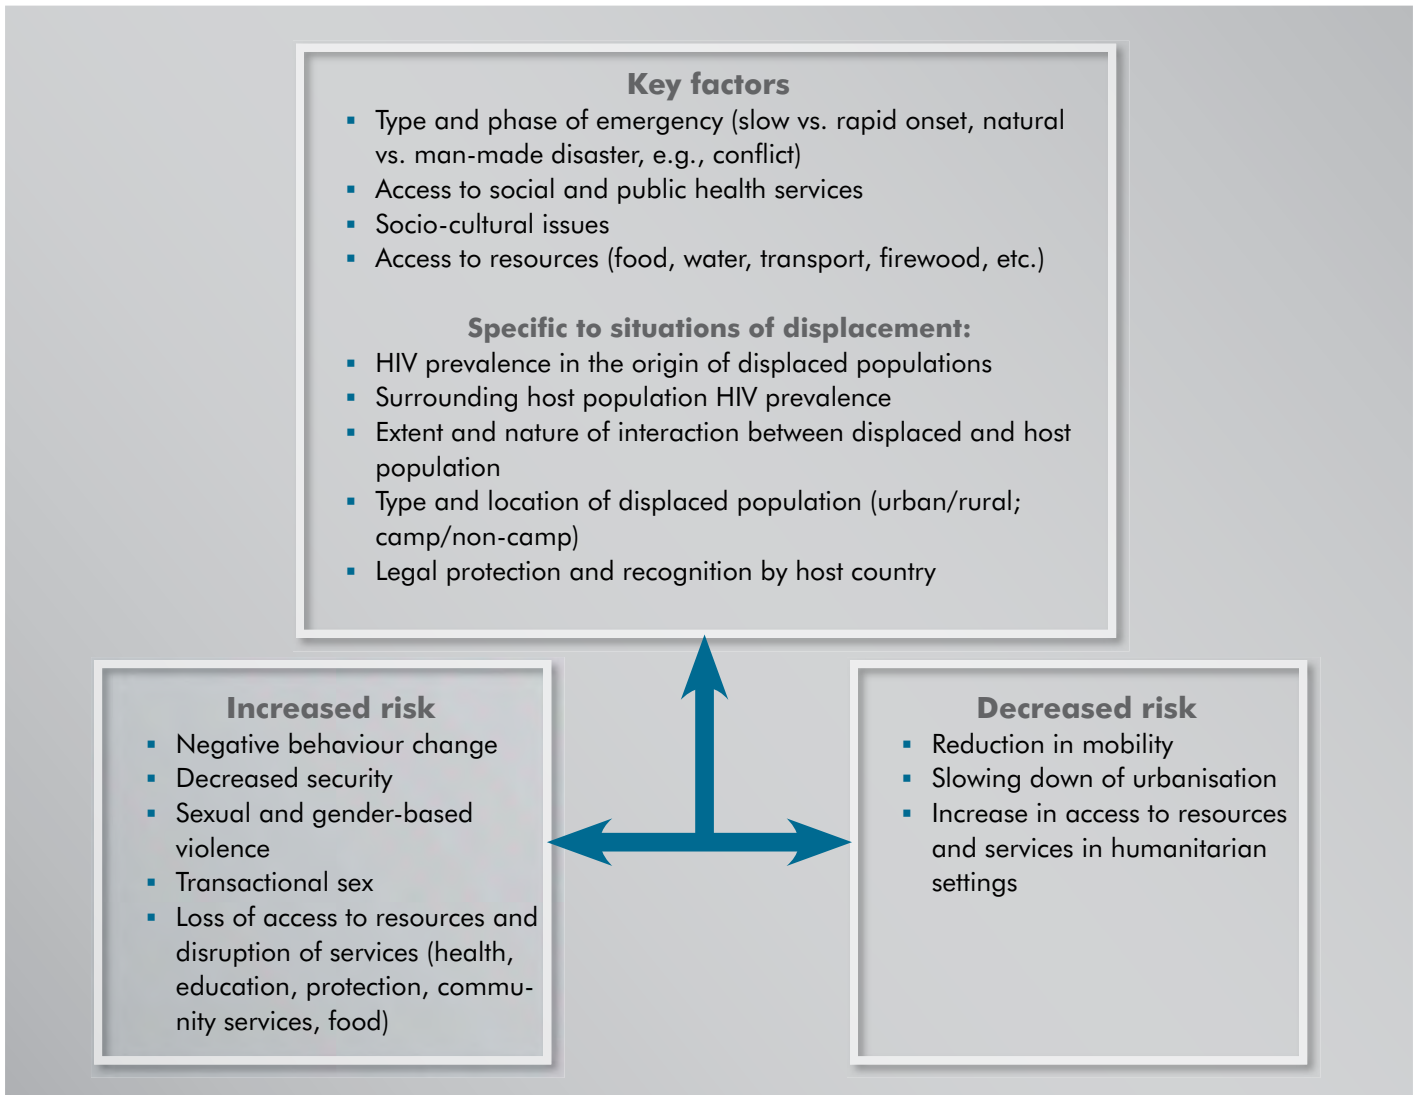 Key factors
▪ Type and phase of emergency (slow vs. rapid onset, natural
vs. man-made disaster, e.g., conflict)
▪ Access to social and public health services
▪ Socio-cultural issues
▪ Access to resources (food, water, transport, firewood, etc.)
Specific to situations of displacement:
▪ HIV prevalence in the origin of displaced populations
▪ Surrounding host population HIV prevalence
▪ Extent and nature of interaction between displaced and host
population
▪ Type and location of displaced population (urban/rural;
camp/non-camp)
▪ Legal protection and recognition by host country
Increased risk
▪ Negative behaviour change
▪ Decreased security
▪ Sexual and gender-based
violence
▪ Transactional sex
▪ Loss of access to resources and
disruption of services (health,
education, protection, commu-
nity services, food)
Decreased risk
▪ Reduction in mobility
▪ Slowing down of urbanisation
▪ Increase in access to resources
and services in humanitarian
settings